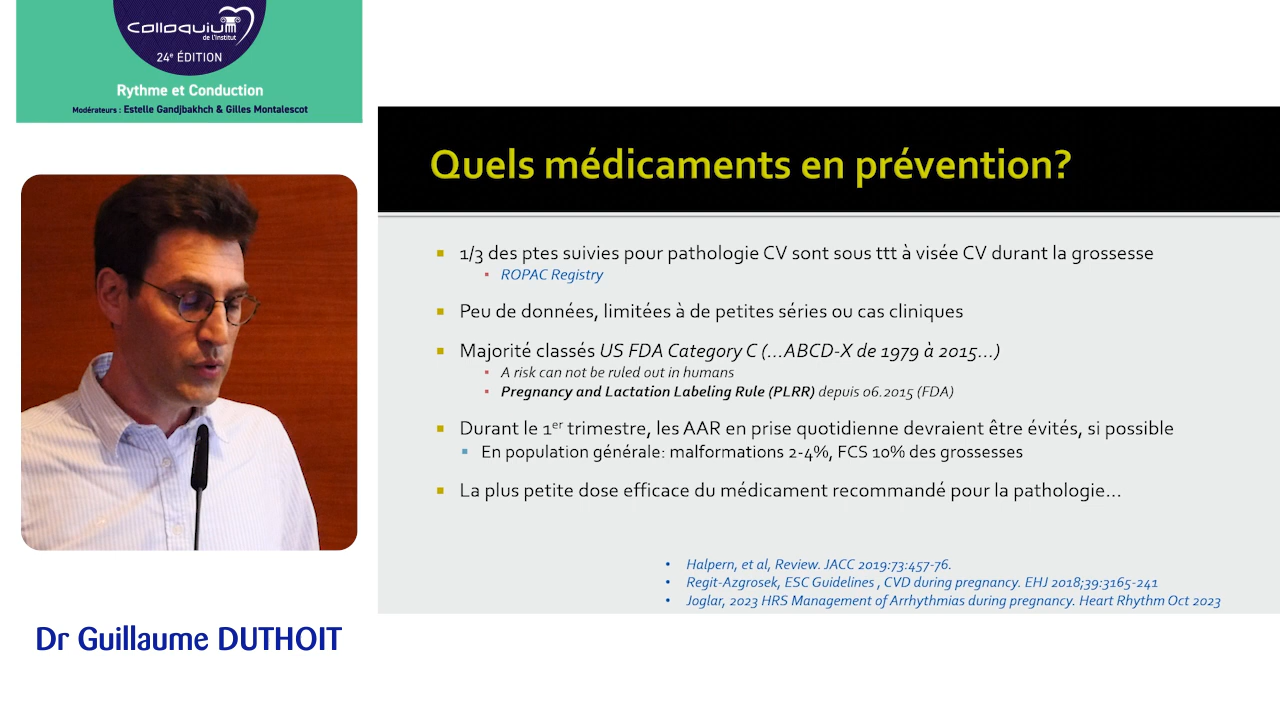 Colloquium
de l'Institut
24e ÉDITION
Rythme et Conduction
Modérateurs : Estelle Gandjbakhch & Gilles Montalescot
Quels médicaments en prévention?
1/3 des ptes suivies pour pathologie CV sont sous ttt à visée CV durant la grossesse
ROPAC Registry
Peu de données, limitées à de petites séries ou cas cliniques
Majorité classés US FDA Category C (…ABCD-X de 1979 à 2015…)
A risk can not be ruled out in humans
Pregnancy and Lactation Labeling Rule (PLRR) depuis 06.2015 (FDA)
Durant le 1er trimestre, les AAR en prise quotidienne devraient être évités, si possible
En population générale: malformations 2-4%, FCS 10% des grossesses
La plus petite dose efficace du médicament recommandé pour la pathologie…
• Halpern, et al, Review. JACC 2019:73:457-76.
• Regit-Azgrosek, ESC Guidelines , CVD during pregnancy. EHJ 2018;39:3165-241
• Joglar, 2023 HRS Management of Arrhythmias during pregnancy. Heart Rhythm Oct 2023
Dr Guillaume DUTHOIT